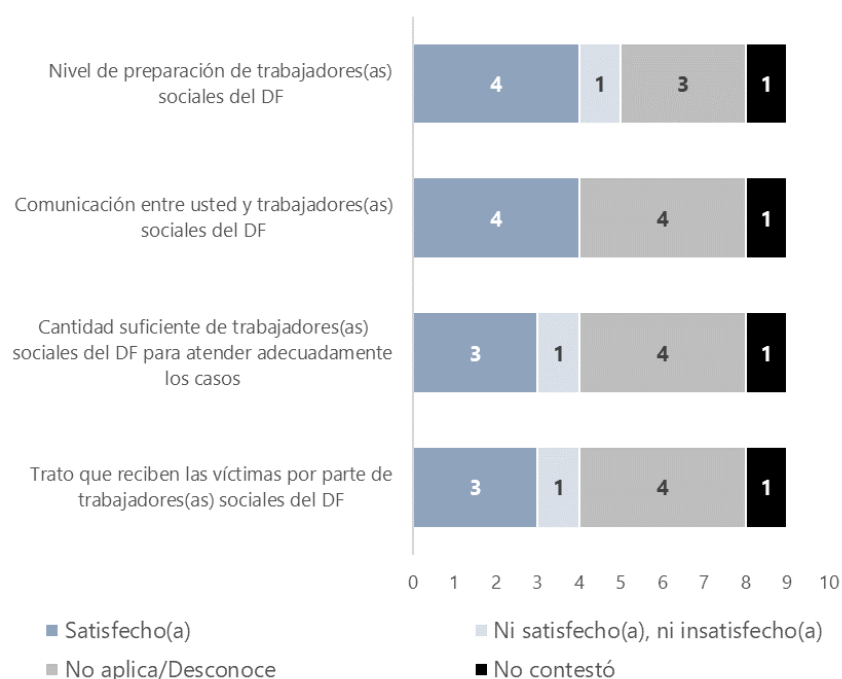 Nivel de preparación de trabajadores(as)
sociales del DF
4 1 3 1
Comunicación entre usted y trabajadores(as)
sociales del DF
4 4 1
Cantidad suficiente de trabajadores(as)
sociales del DF para atender adecuadamente
los casos
3 1 4 1
Trato que reciben las víctimas por parte de
trabajadores(as) sociales del DF
3 1 4 1
0 1 2 3 4 5 6 7 8 9 10
Satisfecho(a) Ni satisfecho(a), ni insatisfecho(a)
No aplica/Desconoce No contestó